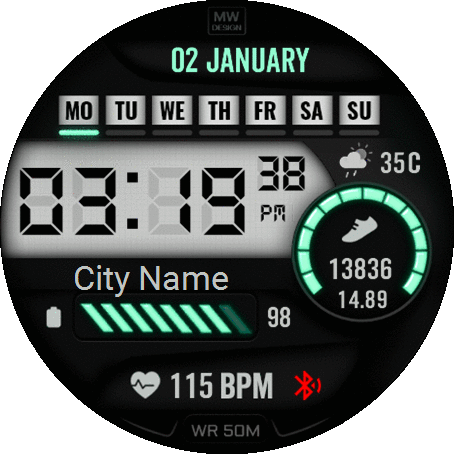 MW
DESIGN
02 JANUARY
MO TU WE TH FR SA SU
35C
03:19 38
PM
13836
14.89
City Name
98
115 BPM
WR 50M